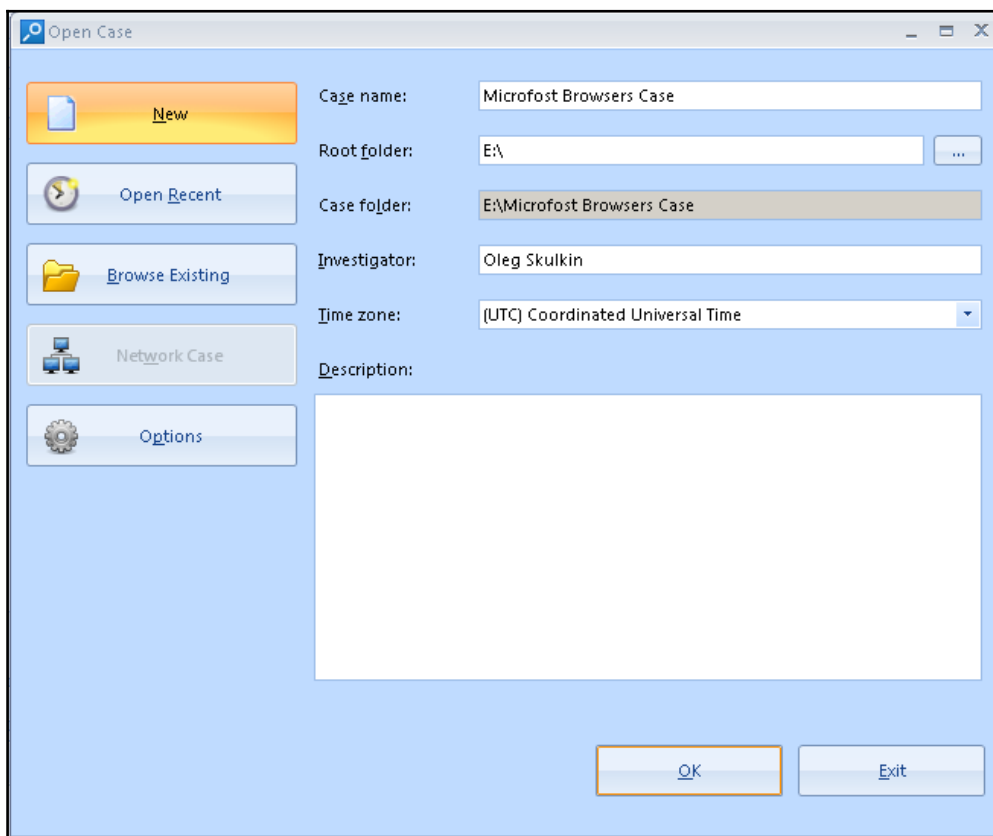 Open Case
New
Case name:
Microfost Browsers Case
Root folder:
E:\
...
Open Recent
Case folder:
E:\Microfost Browsers Case
Browse Existing
Investigator:
Oleg Skulkin
Time zone:
(UTC) Coordinated Universal Time
Network Case
Description:
Options
OK
Exit